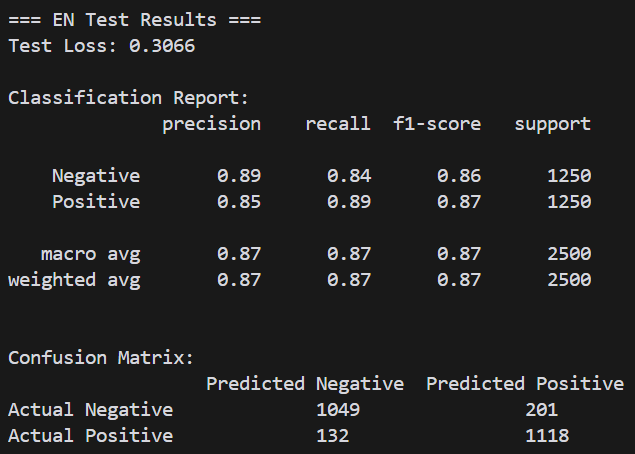 === EN Test Results ===
Test Loss: 0.3066
Classification Report:
precision recall f1-score support
Negative 0.89 0.84 0.86 1250
Positive 0.85 0.89 0.87 1250
macro avg 0.87 0.87 0.87 2500
weighted avg 0.87 0.87 0.87 2500
Confusion Matrix:
Predicted Negative Predicted Positive
Actual Negative 1049 201
Actual Positive 132 1118